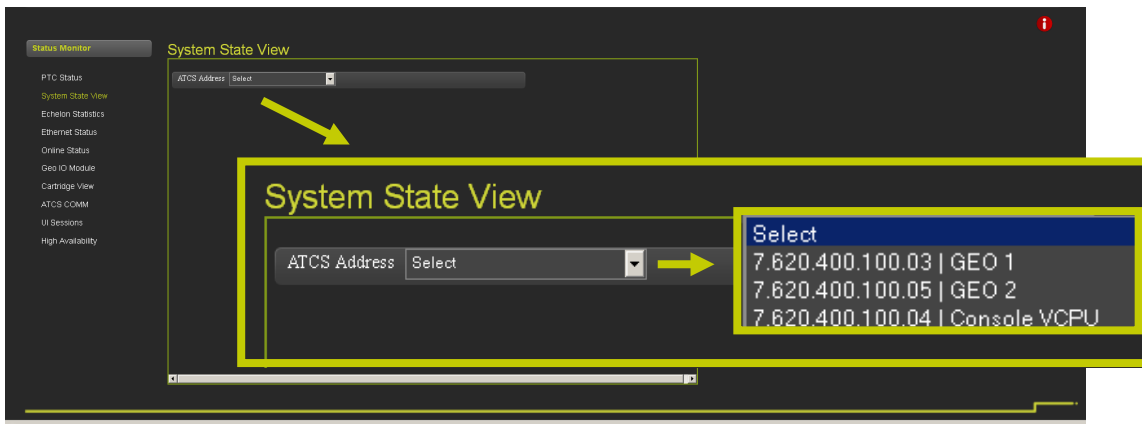 i
Status Monitor
System State View
PTC Status
System State View
Echelon Statistics
Ethernet Status
Online Status
Geo IO Module
Cartridge View
ATCS COMM
UI Sessions
High Availability
ATCS Address Select
System State View
ATCS Address Select
Select
7.620.400.100.03 | GEO 1
7.620.400.100.05 | GEO 2
7.620.400.100.04 | Console VCPU